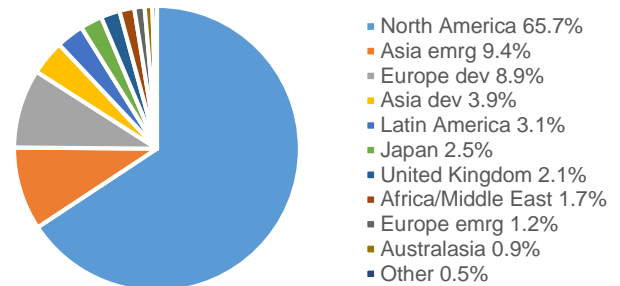 North America 65.7%
Asia emrg 9.4%
Europe dev 8.9%
Asia dev 3.9%
Latin America 3.1%
Japan 2.5%
United Kingdom 2.1%
Africa/Middle East 1.7%
Europe emrg 1.2%
Australasia 0.9%
Other 0.5%